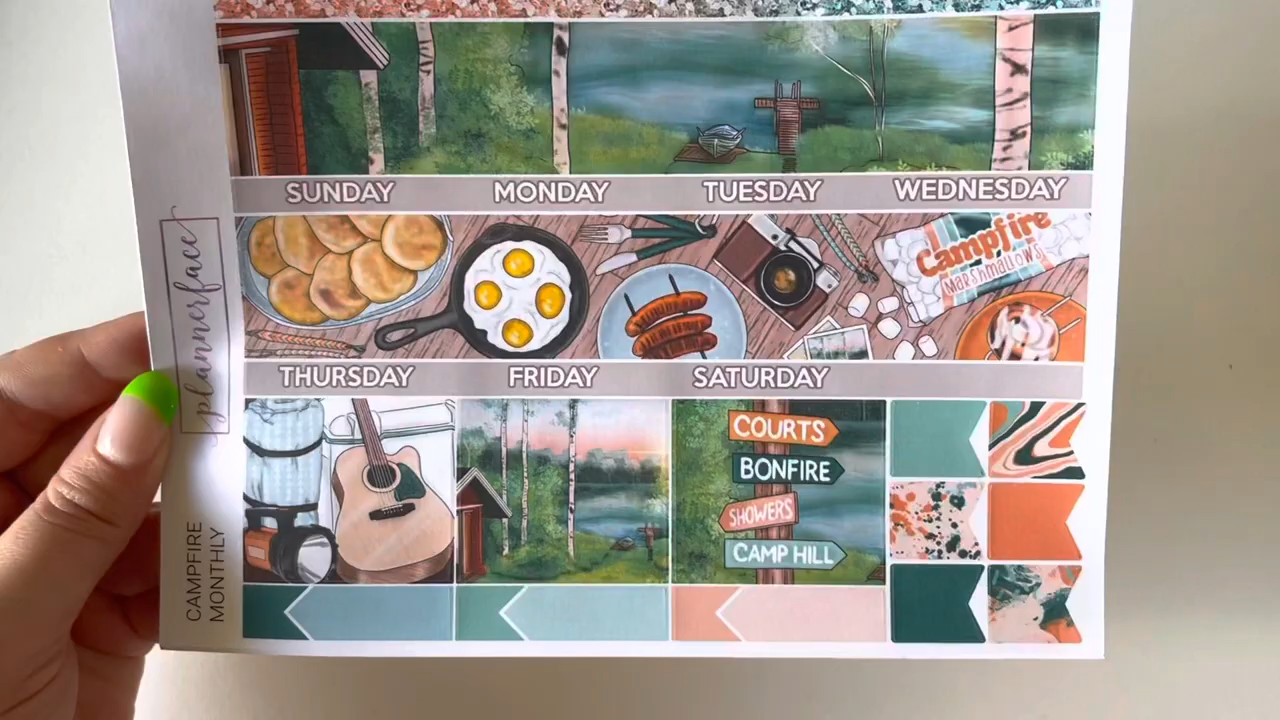 SUNDAY MONDAY TUESDAY WEDNESDAY
Campfire
MARSHMALLOWS
THURSDAY FRIDAY SATURDAY
COURTS
BONFIRE
SHOWERS
CAMP HILL
plannerface
CAMPFIRE
MONTHLY